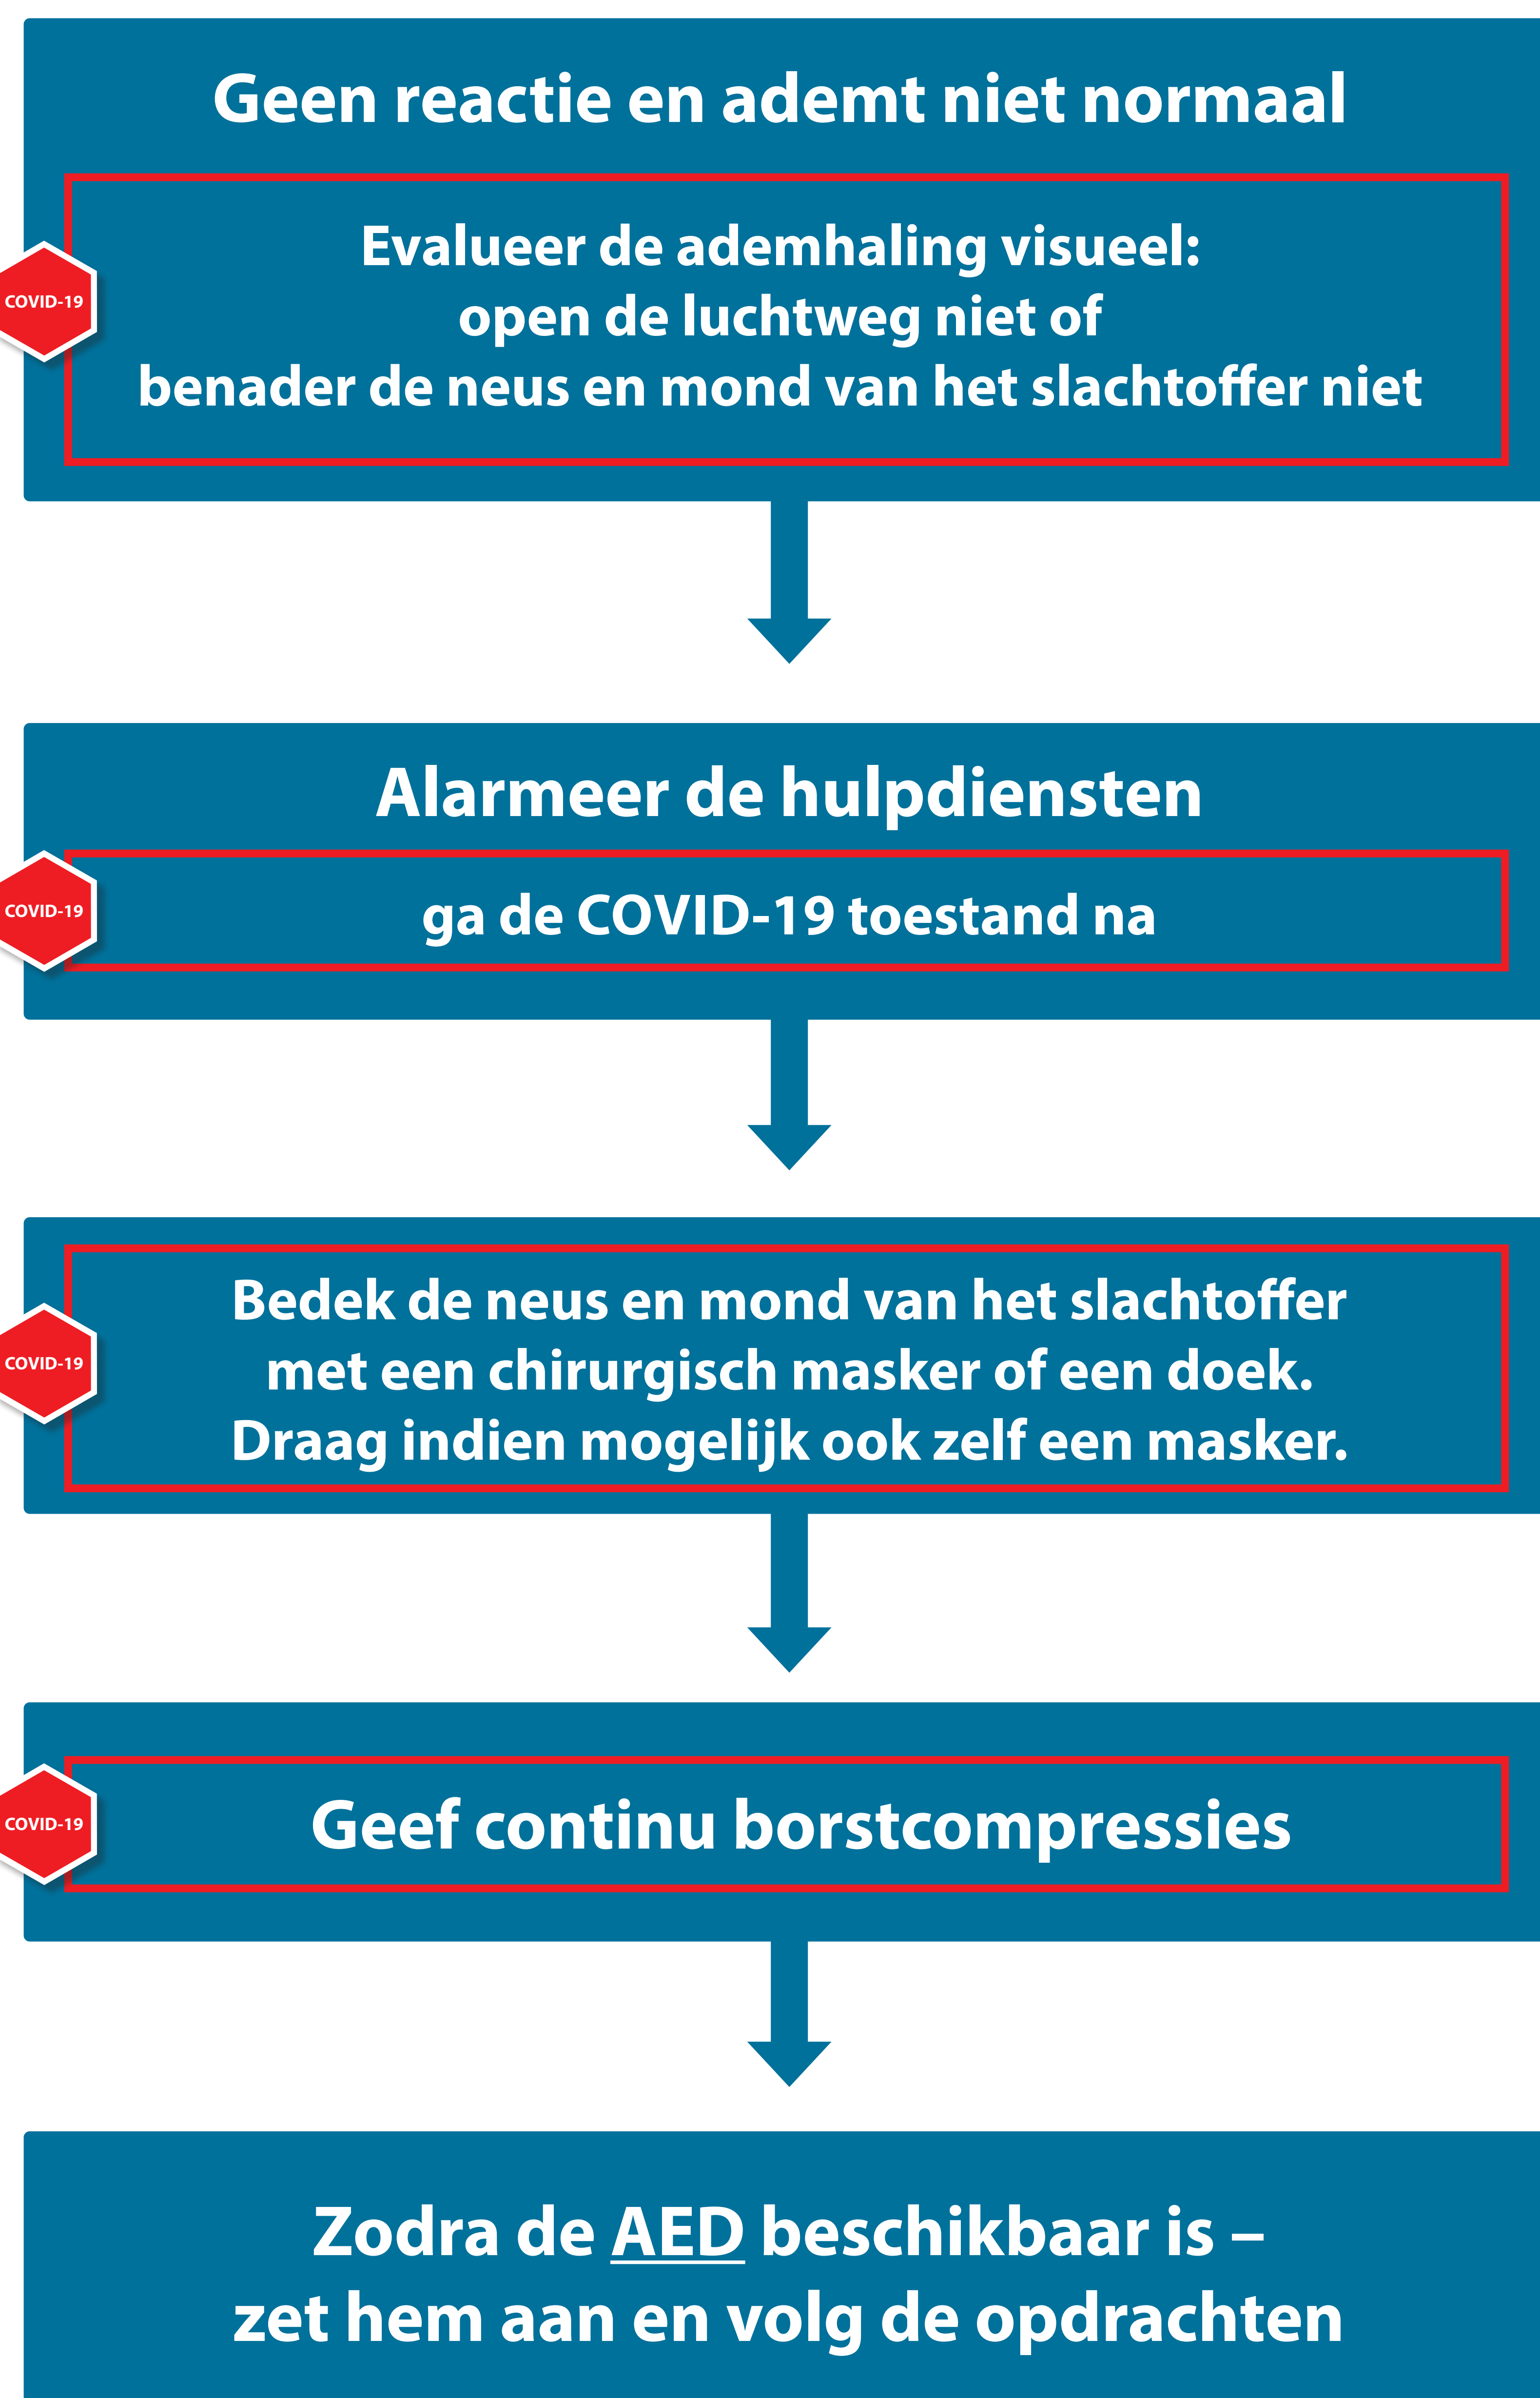 Geen reactie en ademt niet normaal
Evalueer de ademhaling visueel:
open de luchtweg niet of
benader de neus en mond van het slachtoffer niet
COVID-19
Alarmeer de hulpdiensten
ga de COVID-19 toestand na
COVID-19
Bedek de neus en mond van het slachtoffer
met een chirurgisch masker of een doek.
Draag indien mogelijk ook zelf een masker.
COVID-19
Geef continu borstcompressies
COVID-19
Zodra de AED beschikbaar is –
zet hem aan en volg de opdrachten